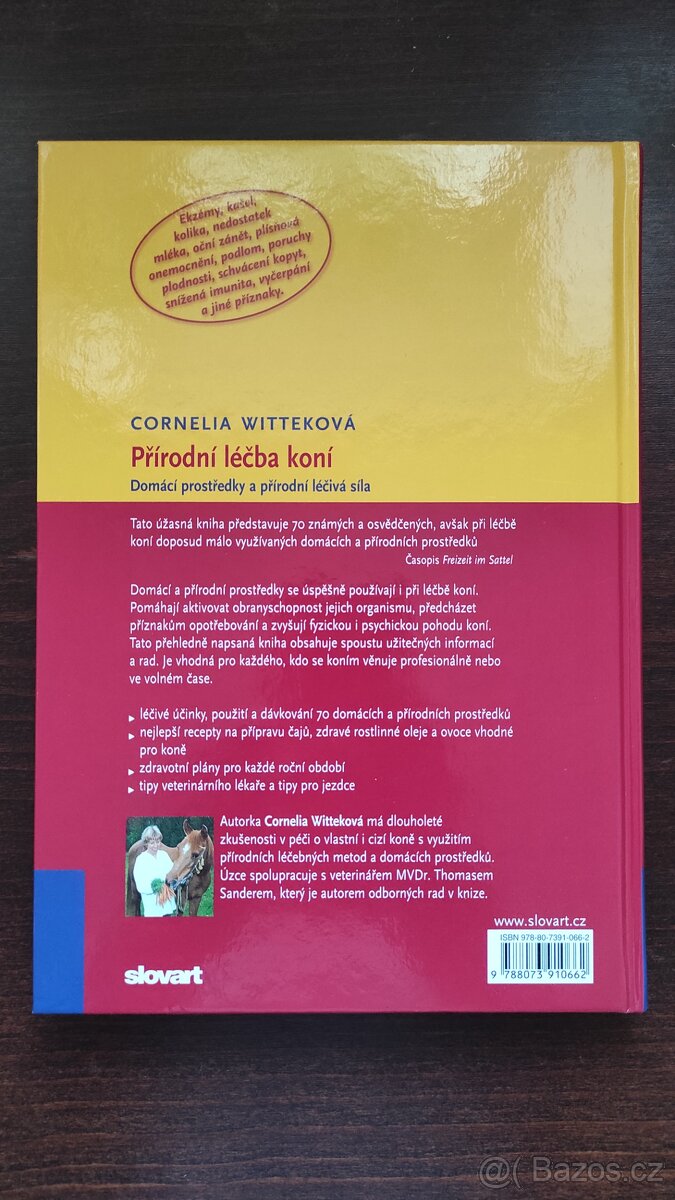 Ekzémy, kašel,
kolika, nedostatek
mléka, oční zánět, plísňová
onemocnění, podlom, poruchy
plodnosti, schvácení kopyt,
snížená imunita, vyčerpání
a jiné příznaky.
CORNELIA WITTEKOVÁ
Přírodní léčba koní
Domácí prostředky a přírodní léčivá síla
Tato úžasná kniha představuje 70 známých a osvědčených, avšak při léčbě
koní doposud málo využívaných domácích a přírodních prostředků
Časopis Freizeit im Sattel
Domácí a přírodní prostředky se úspěšně používají i při léčbě koní.
Pomáhají aktivovat obranyschopnost jejich organismu, předcházet
příznakům opotřebování a zvyšují fyzickou i psychickou pohodu koní.
Tato přehledně napsaná kniha obsahuje spoustu užitečných informací
a rad. Je vhodná pro každého, kdo se koním věnuje profesionálně nebo
ve volném čase.
léčivé účinky, použití a dávkování 70 domácích a přírodních prostředků
nejlepší recepty na přípravu čajů, zdravé rostlinné oleje a ovoce vhodné
pro koně
zdravotní plány pro každé roční období
tipy veterinárního lékaře a tipy pro jezdce
Autorka Cornelia Witteková má dlouholeté
zkušenosti v péči o vlastní i cizí koně s využitím
přírodních léčebných metod a domácích prostředků.
Úzce spolupracuje s veterinářem MVDr. Thomasem
Sanderem, který je autorem odborných rad v knize.
www.slovart.cz
ISBN 978-80-7391-066-2
9 788073 910662
slovart
@(Bazos.cz